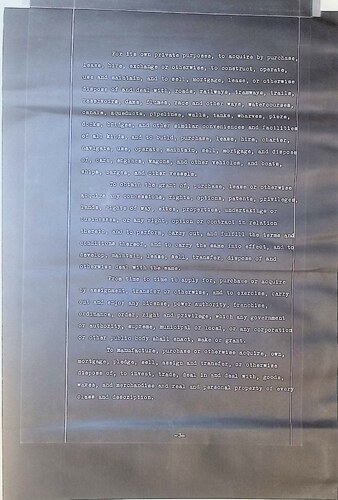 For its own private purposes, to acquire by purchase,
lease, hire, exchange or otherwise, to construct, operate,
use and maintain, and to sell, mortgage, lease, or otherwise
dispose of and deal with, roads, railways, tramways, trails,
reservoirs, dams, flumes, race and other ways, watercourses,
canals, aqueducts, pipelines, wells, tanks, wharves, piers,
docks, bridges, and other similar conveniences and facilities
of all kinds, and to build, purchase, lease, hire, charter,
navigate, use, operate, maintain, sell, mortgage, and dispose
of, cars, engines, wagons, and other vehicles, and boats,
ships, barges, and other vessels.
To obtain the grant of, purchase, lease or otherwise
acquire any concessions, rights, options, patents, privileges,
lands, rights of way, sites, properties, undertakings or
businesses, or any right, option or contract in relation
thereto, and to perform, carry out, and fulfill the terms and
conditions thereof, and to carry the same into effect, and to
develop, maintain, lease, sell, transfer, dispose of and
otherwise deal with the same.
From time to time to apply for, purchase or acquire
by assignment, transfer or otherwise, and to exercise, carry
out and enjoy any license, power authority, franchise,
ordinance, order, right and privilege, which any government
or authority, supreme, municipal or local, or any corporation
or other public body shall enact, make or grant.
To manufacture, purchase or otherwise acquire, own,
mortgage, pledge, sell, assign and transfer, or otherwise
dispose of, to invest, trade, deal in and deal with, goods,
wares, and merchandise and real and personal property of every
class and description.
-3-